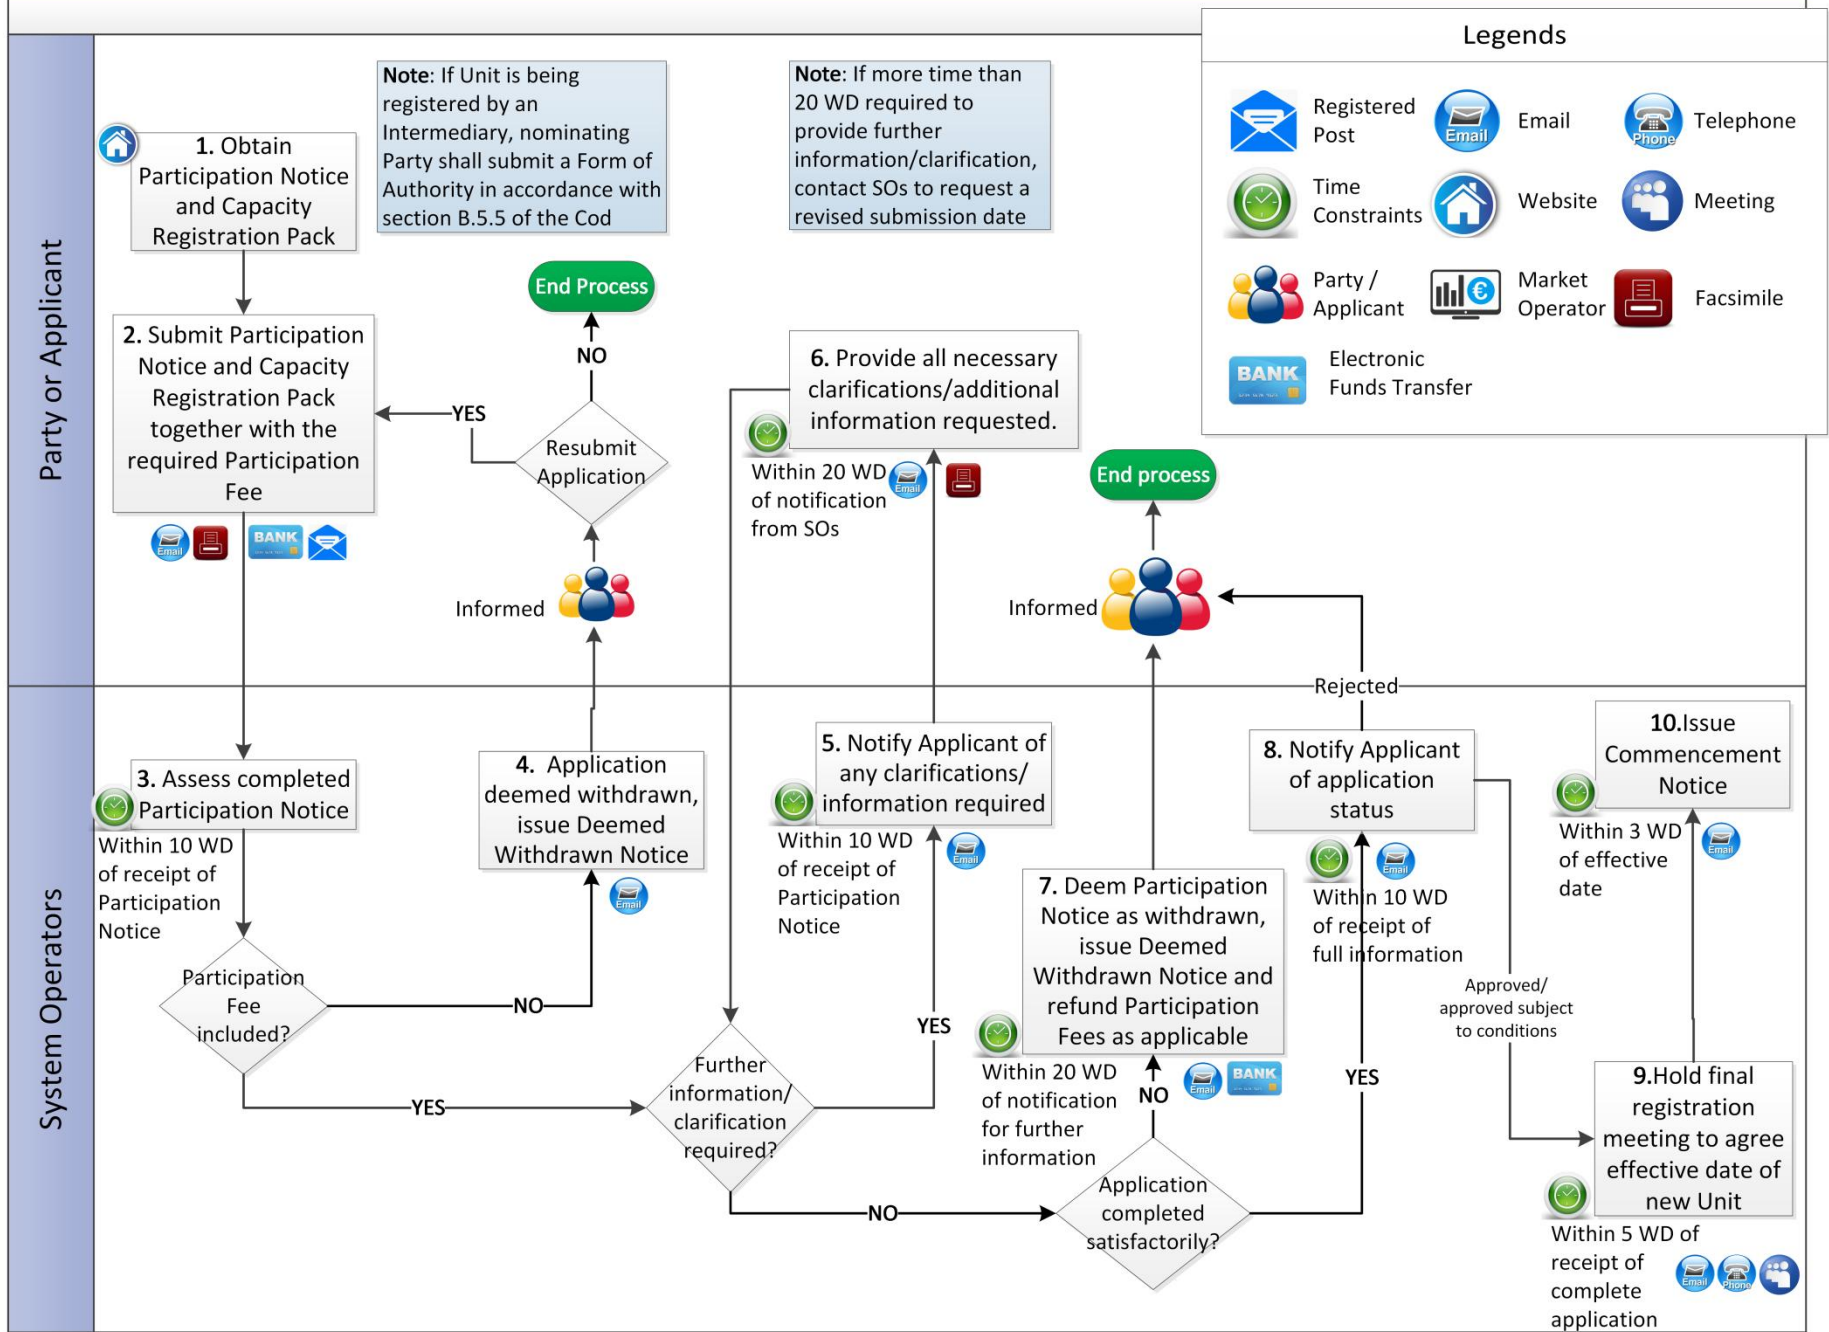 Legends
Registered
Post
Email
Email
Phone
Telephone
Time
Constraints
Website
Meeting
Party /
Applicant
Market
Operator
Facsimile
BANK
Electronic
Funds Transfer
Party or Applicant
1. Obtain
Participation Notice
and Capacity
Registration Pack
Note: If Unit is being
registered by an
Intermediary, nominating
Party shall submit a Form of
Authority in accordance with
section B.5.5 of the Cod
Note: If more time than
20 WD required to
provide further
information/clarification,
contact SOs to request a
revised submission date
End Process
NO
2. Submit Participation
Notice and Capacity
Registration Pack
together with the
required Participation
Fee
Email
BANK
YES
Resubmit
Application
Informed
6. Provide all necessary
clarifications/additional
information requested.
Within 20 WD
of notification
from SOs
Email
End process
Informed
Rejected
System Operators
3. Assess completed
Participation Notice
Within 10 WD
of receipt of
Participation
Notice
4. Application
deemed withdrawn,
issue Deemed
Withdrawn Notice
Email
Participation
Fee
included?
NO
YES
5. Notify Applicant of
any clarifications/
information required
Within 10 WD
of receipt of
Participation
Notice
Email
YES
Further
information/
clarification
required?
NO
7. Deem Participation
Notice as withdrawn,
issue Deemed
Withdrawn Notice and
refund Participation
Fees as applicable
Within 20 WD
of notification
for further
information
NO
Email
BANK
Application
completed
satisfactorily?
YES
8. Notify Applicant
of application
status
Email
Within 10 WD
of receipt of
full information
Approved/
approved subject
to conditions
9.Hold final
registration
meeting to agree
effective date of
new Unit
Within 5 WD of
receipt of
complete
application
Email
Phone
10.Issue
Commencement
Notice
Within 3 WD
of effective
date
Email